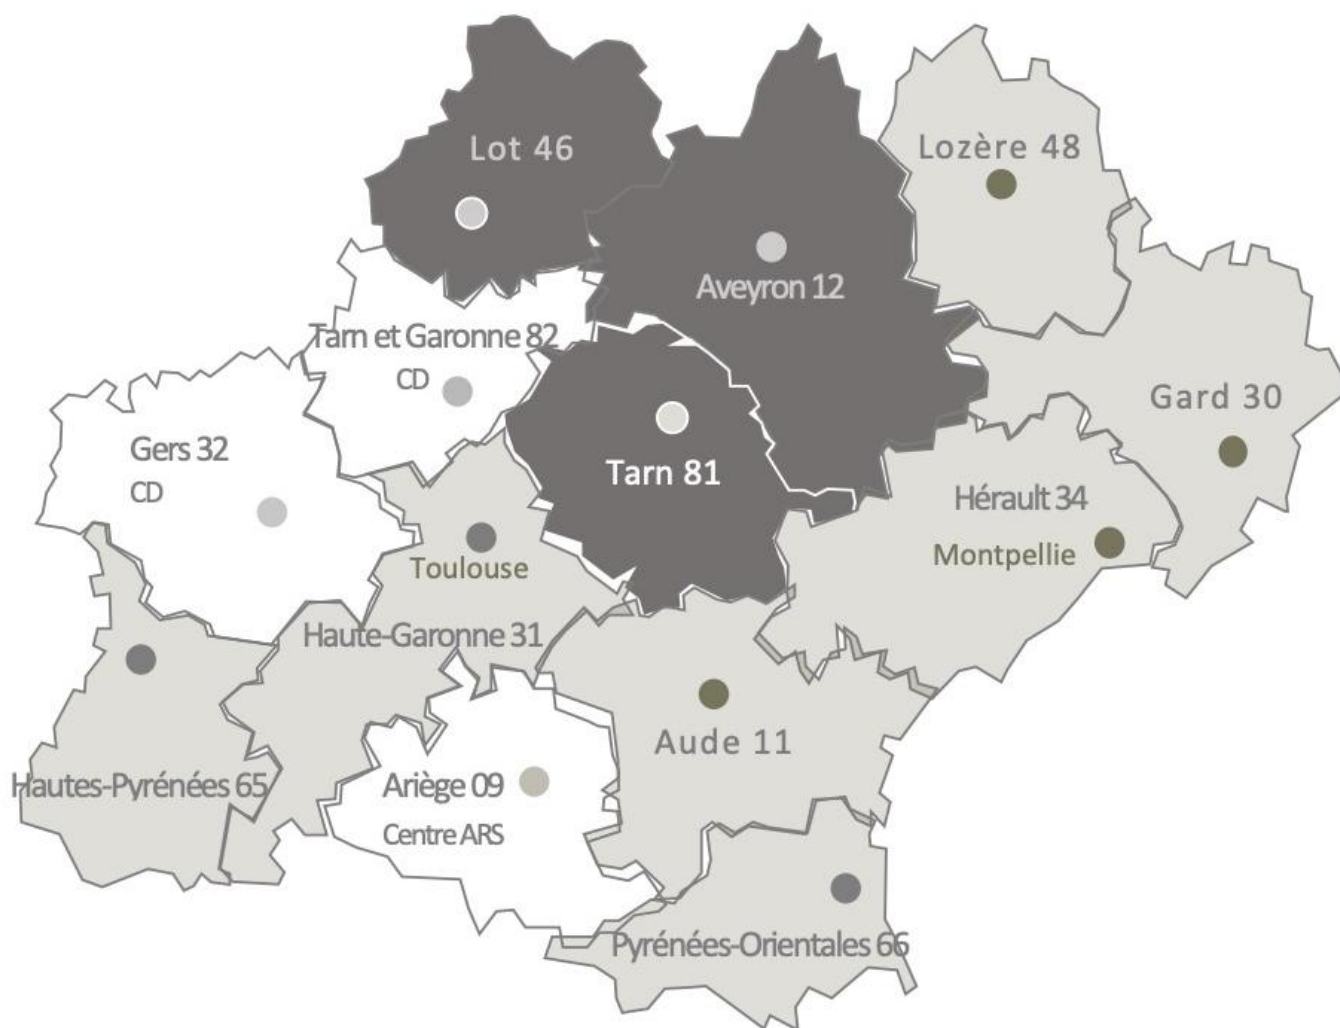 Lot 46
Lozère 48
Aveyron 12
Tarn et Garonne 82
CD
Gard 30
Gers 32
CD
Tarn 81
Hérault 34
Montpellie
Toulouse
Haute-Garonne 31
Aude 11
Hautes-Pyrénées 65
Ariège 09
Centre ARS
Pyrénées-Orientales 66